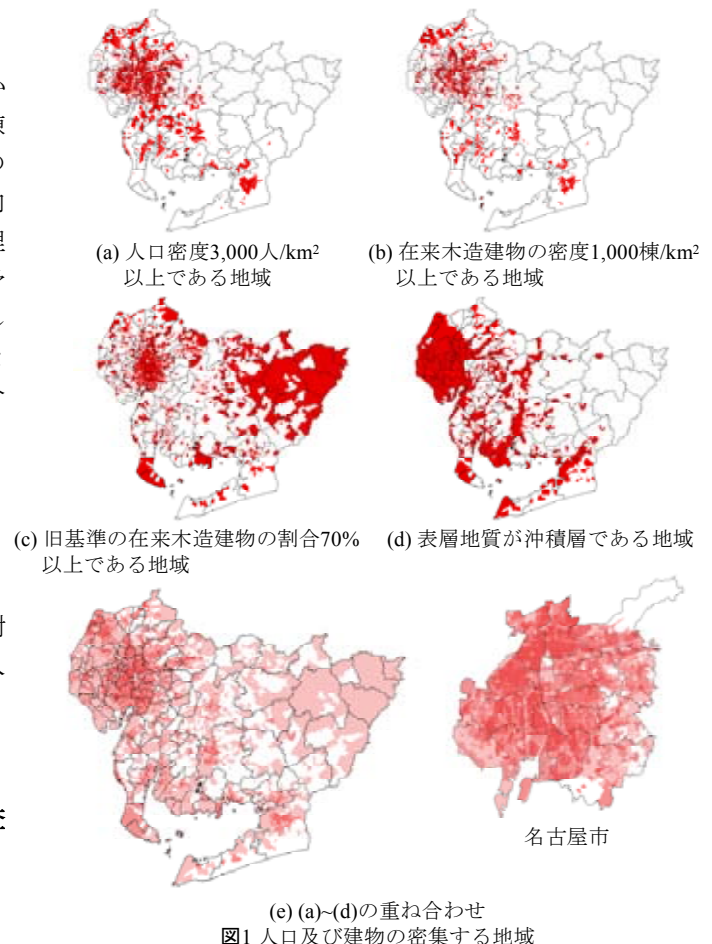 (a) 人口密度3,000人/km²
以上である地域
(b) 在来木造建物の密度1,000棟/km²
以上である地域
(c) 旧基準の在来木造建物の割合70%
以上である地域
(d) 表層地質が沖積層である地域
名古屋市
(e) (a)~(d)の重ね合わせ
図1 人口及び建物の密集する地域